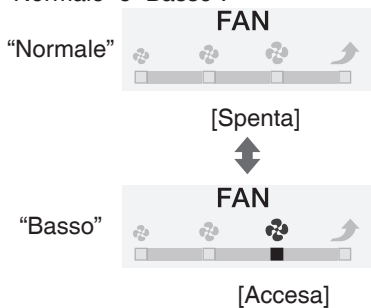 “Normale” e “Basso”.
FAN
“Normale”
[Spenta]
FAN
“Basso”
[Accesa]